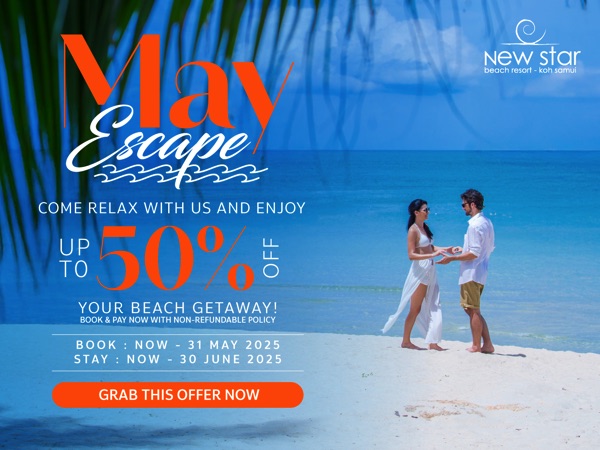 May
Escape
COME RELAX WITH US AND ENJOY
UP TO 50% OFF
YOUR BEACH GETAWAY!
BOOK & PAY NOW WITH NON-REFUNDABLE POLICY
BOOK : NOW - 31 MAY 2025
STAY : NOW - 30 JUNE 2025
GRAB THIS OFFER NOW
New STar
beach resort - koh samui